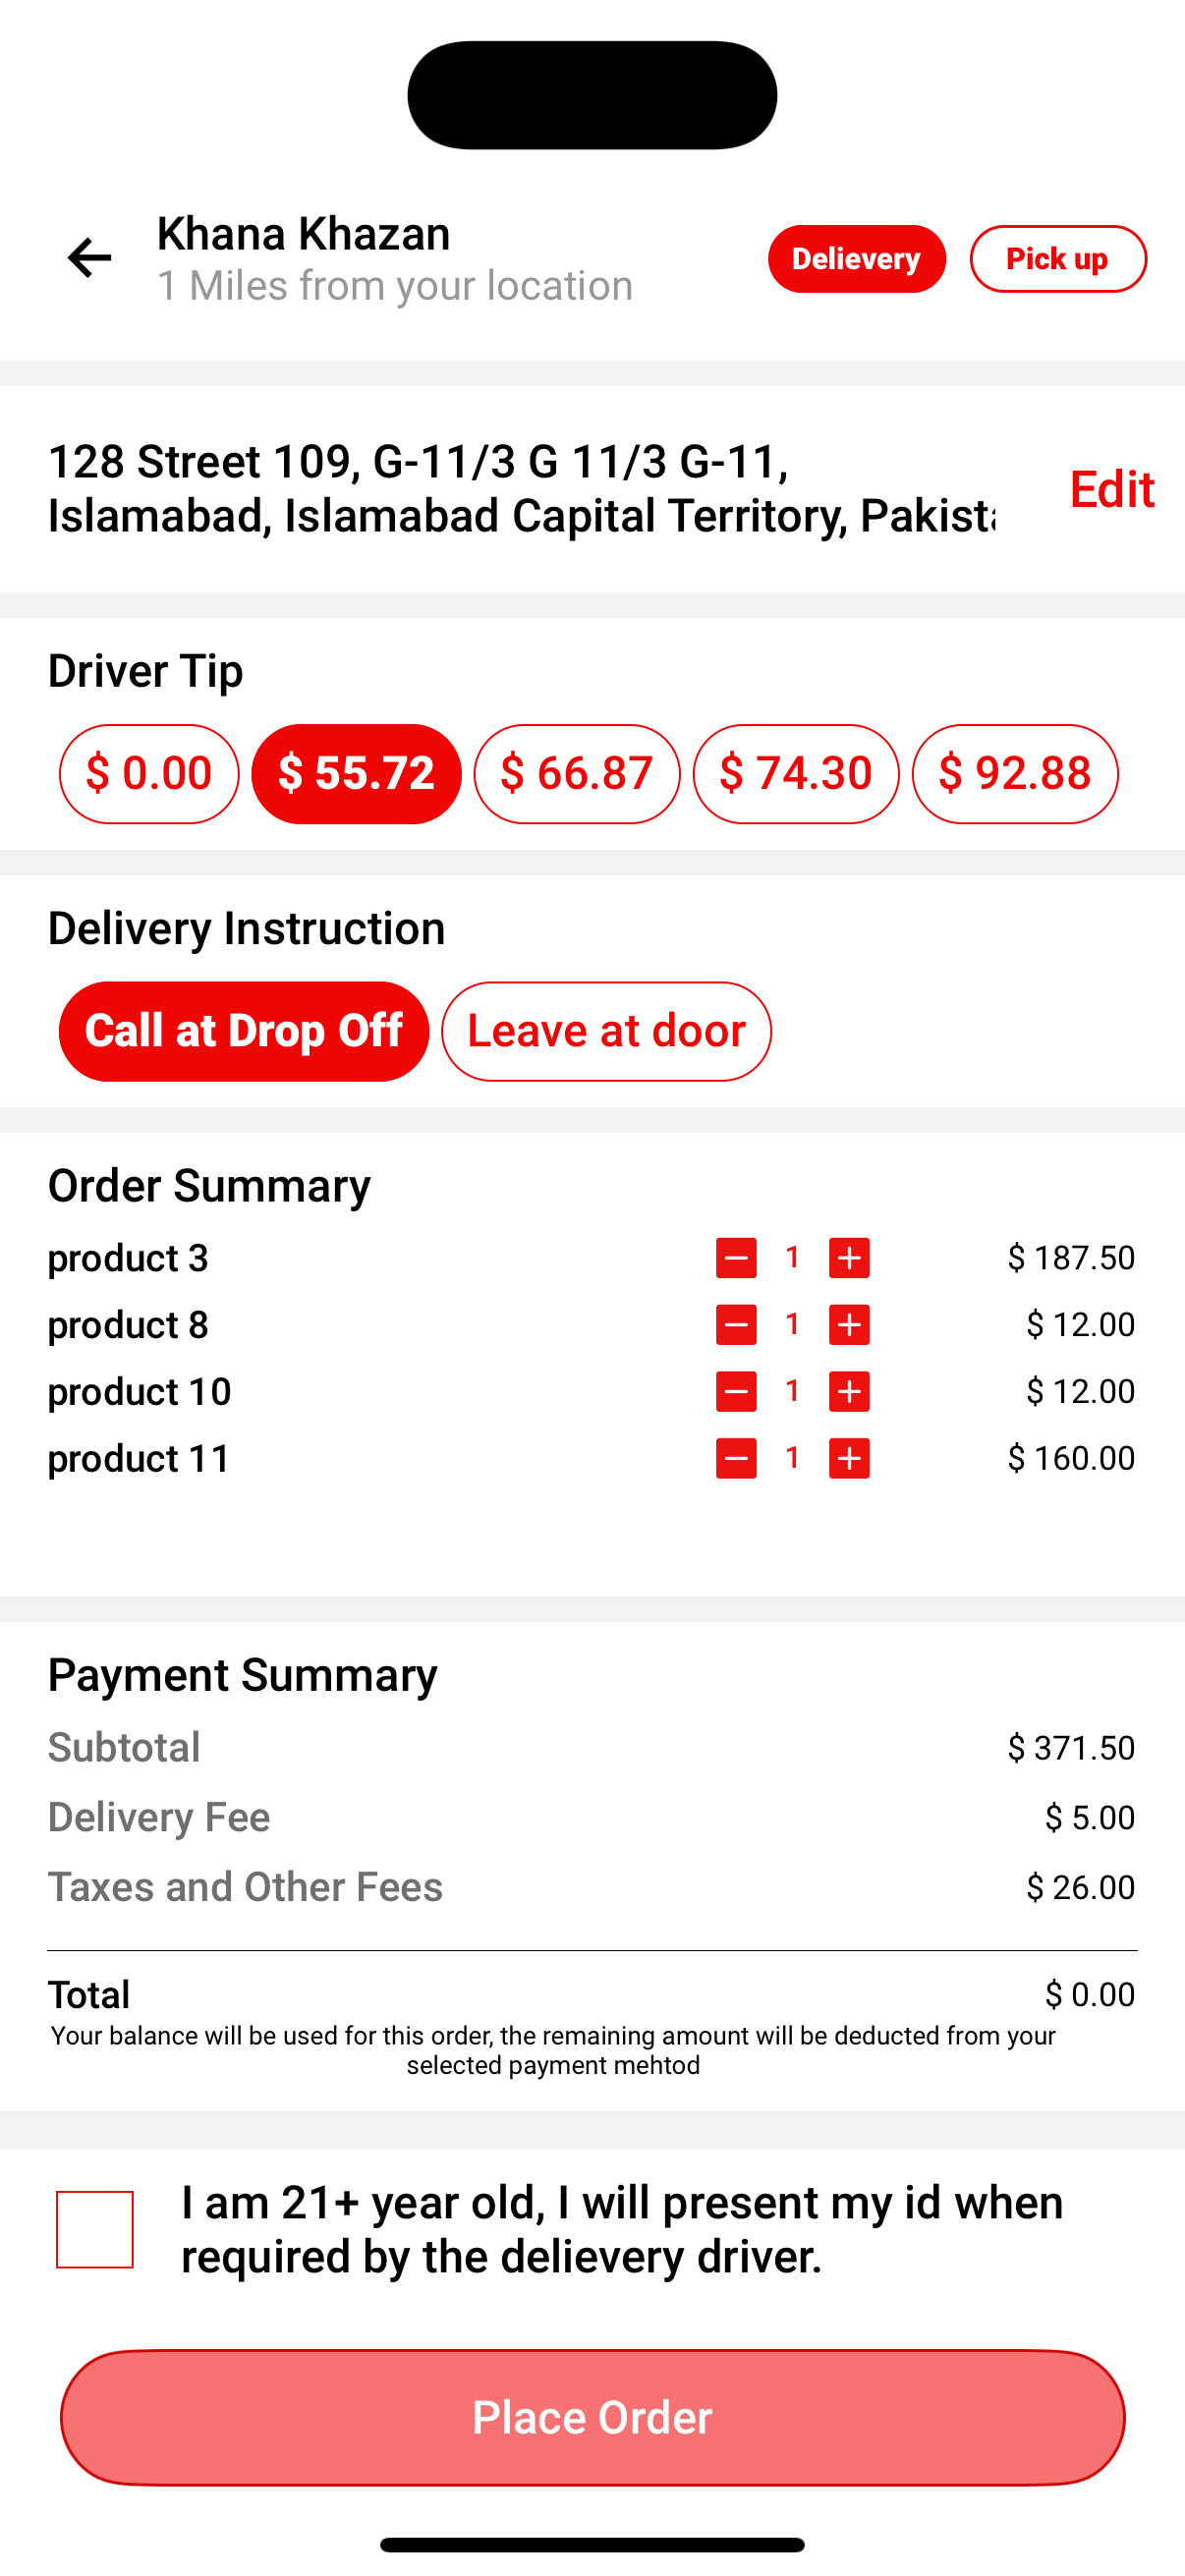 Khana Khazan
1 Miles from your location
Delievery
Pick up
128 Street 109, G-11/3 G 11/3 G-11,
Islamabad, Islamabad Capital Territory, Pakist
Edit
Driver Tip
$ 0.00
$ 55.72
$ 66.87
$ 74.30
$ 92.88
Delivery Instruction
Call at Drop Off
Leave at door
Order Summary
product 3 1 $ 187.50
product 8 1 $ 12.00
product 10 1 $ 12.00
product 11 1 $ 160.00
Payment Summary
Subtotal $ 371.50
Delivery Fee $ 5.00
Taxes and Other Fees $ 26.00
Total $ 0.00
Your balance will be used for this order, the remaining amount will be deducted from your
selected payment mehtod
I am 21+ year old, I will present my id when
required by the delievery driver.
Place Order